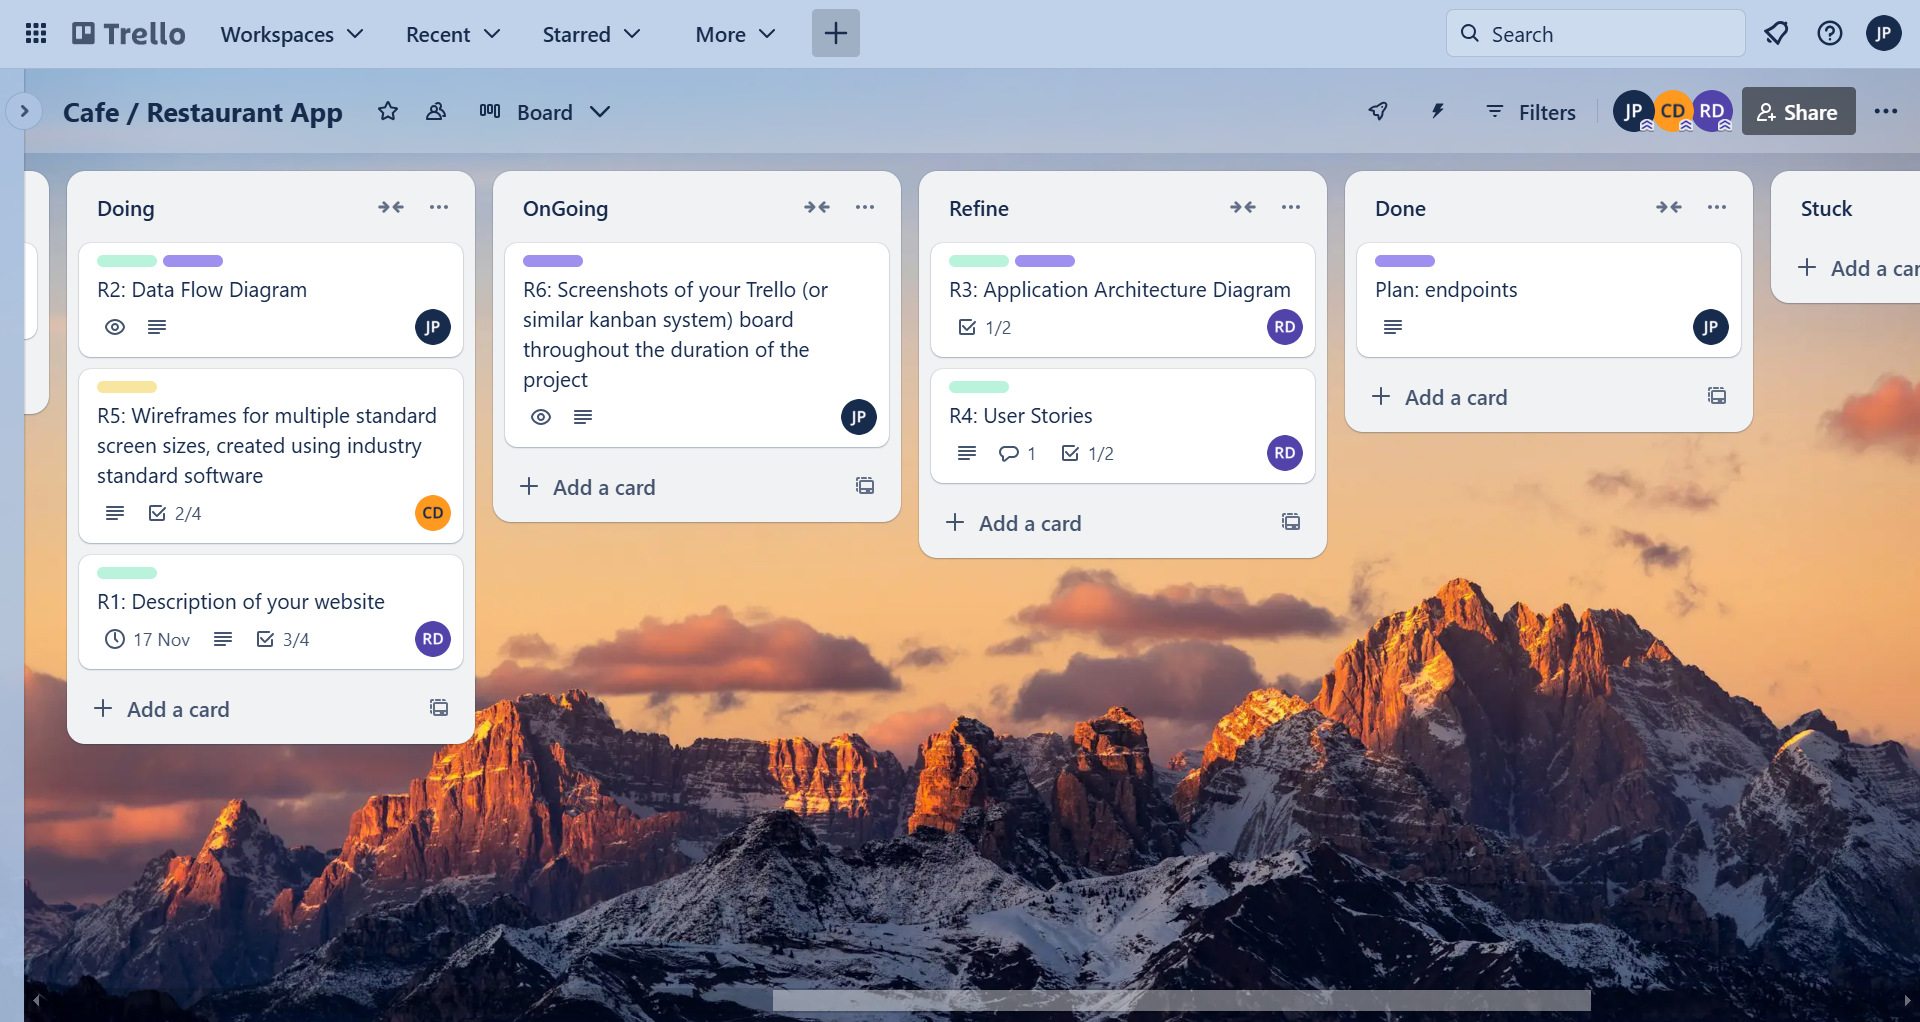 Trello
Workspaces
Recent
Starred
More
Search
JP
Cafe / Restaurant App
Board
Filters
JP
CD
RD
Share
Doing
R2: Data Flow Diagram
JP
R5: Wireframes for multiple standard
screen sizes, created using industry
standard software
2/4
CD
R1: Description of your website
17 Nov
3/4
RD
Add a card
OnGoing
R6: Screenshots of your Trello (or
similar kanban system) board
throughout the duration of the
project
JP
Add a card
Refine
R3: Application Architecture Diagram
1/2
RD
R4: User Stories
1
1/2
RD
Add a card
Done
Plan: endpoints
JP
Add a card
Stuck
Add a car